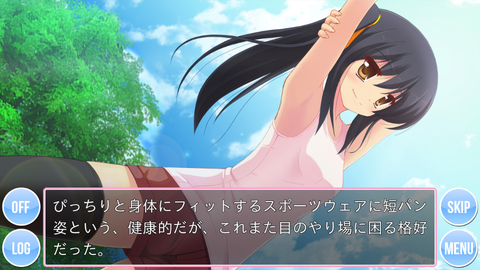 OFF
LOG
ぴっちりと身体にフィットするスポーツウェアに短パン
姿という、健康的だが、これまた目のやり場に困る格好
だった。
SKIP
MENU